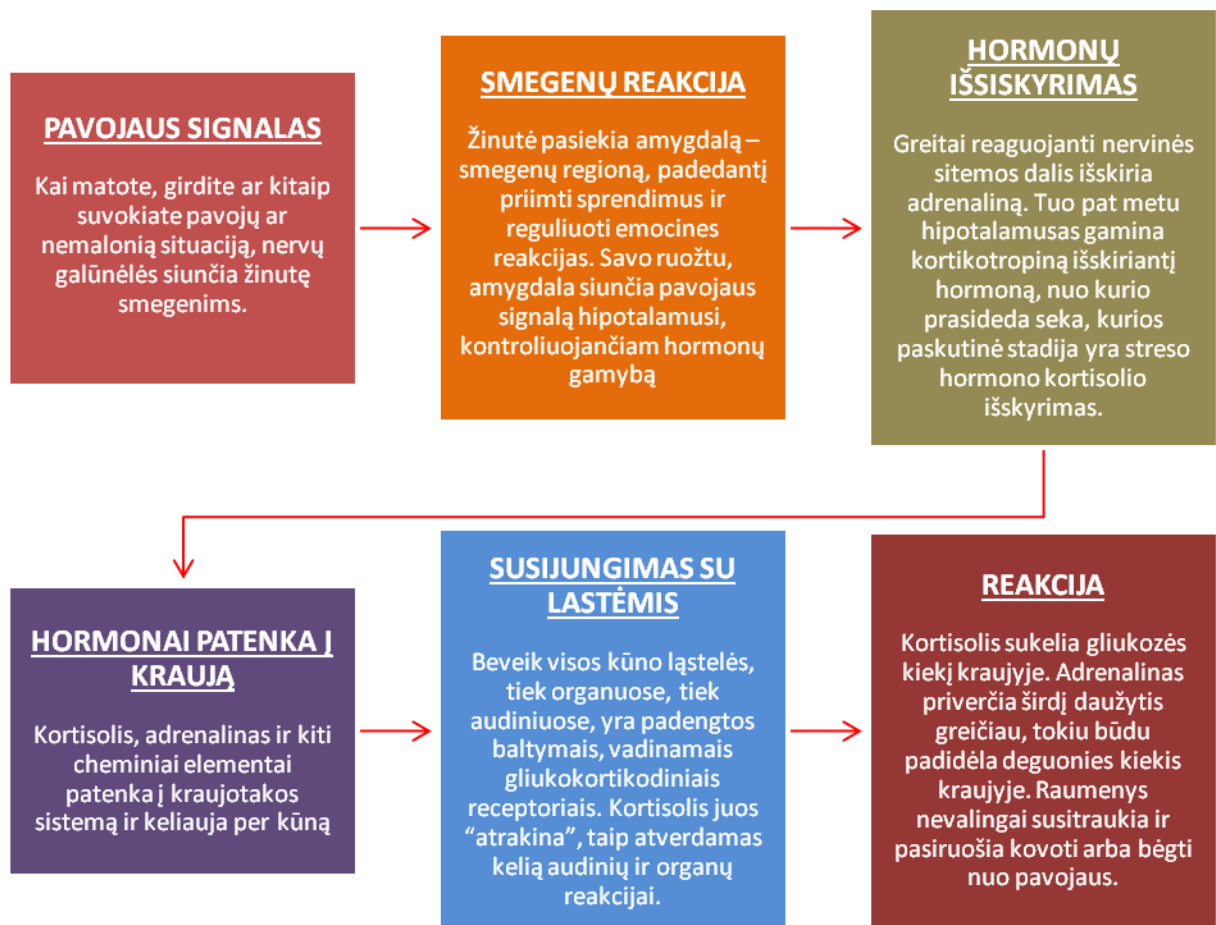 PAVOJAUS SIGNALAS
Kai matote, girdite ar kitaip
suvokiate pavojų ar
nemalonią situaciją, nervų
galūnėlės siunčia žinutę
smegenims.
SMEGENŲ REAKCIJA
Žinutė pasiekia amygdalą –
smegenų regioną, padedantį
priimti sprendimus ir
reguliuoti emocines
reakcijas. Savo ruožtu,
amygdala siunčia pavojaus
signalą hipotalamusi,
kontroliuojančiam hormonų
gamybą
HORMONŲ
IŠSISKYRIMAS
Greitai reaguojanti nervinės
sitemos dalis išskiria
adrenaliną. Tuo pat metu
hipotalamusas gamina
kortikotropiną išskiriantį
hormoną, nuo kurio
prasideda seka, kurios
paskutinė stadija yra streso
hormono kortisolio
išskyrimas.
HORMONAI PATENKA Į
KRAUJĄ
Kortisolis, adrenalinas ir kiti
cheminiai elementai
patenka į kraujotakos
sistemą ir keliauja per kūną
SUSIJUNGIMAS SU
LASTĖMIS
Beveik visos kūno ląstelės,
tiek organuose, tiek
audiniuose, yra padengtos
baltymais, vadinamais
gliukokortikodiniais
receptoriais. Kortisolis juos
“atrakina”, taip atverdamas
kelią audinių ir organų
reakcijai.
REAKCIJA
Kortisolis sukelia gliukozės
kiekį kraujyje. Adrenalinas
priverčia širdį daužytis
greičiau, tokiu būdu
padidėla deguonies kiekis
kraujyje. Raumenys
nevalingai susitraukia ir
pasiruošia kovoti arba bėgti
nuo pavojaus.